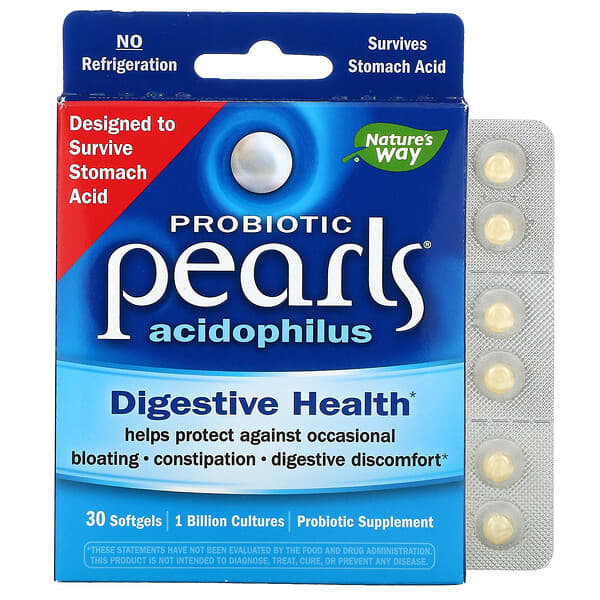 NO
Refrigeration
Survives
Stomach Acid
Designed to
Survive
Stomach
Acid
Nature's
WAY
PROBIOTIC
pearls®
acidophilus
Digestive Health*
helps protect against occasional
bloating • constipation • digestive discomfort*
30 Softgels | 1 Billion Cultures | Probiotic Supplement
*THESE STATEMENTS HAVE NOT BEEN EVALUATED BY THE FOOD AND DRUG ADMINISTRATION.
THIS PRODUCT IS NOT INTENDED TO DIAGNOSE, TREAT, CURE, OR PREVENT ANY DISEASE.